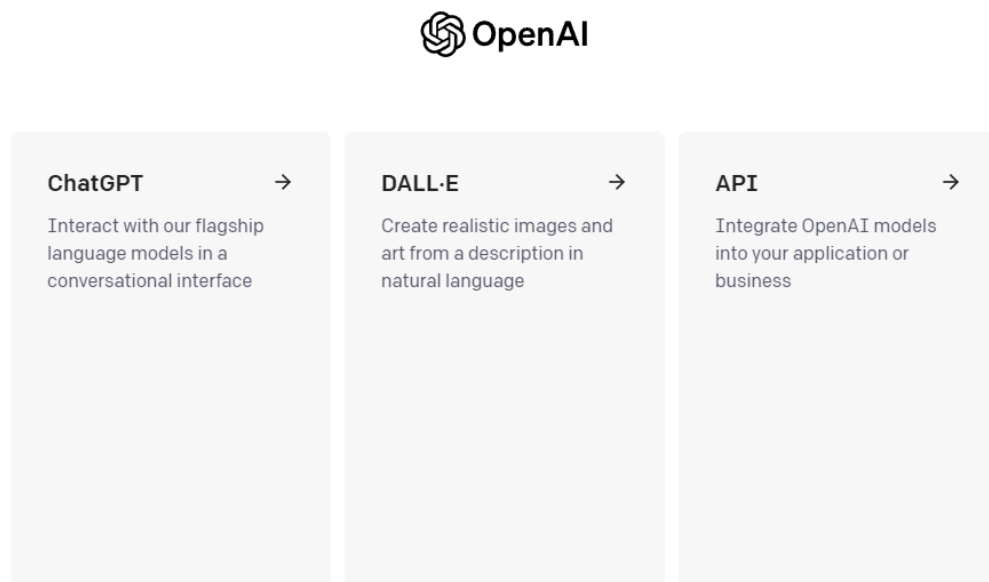 OpenAI
ChatGPT →
Interact with our flagship
language models in a
conversational interface
DALL·E →
Create realistic images and
art from a description in
natural language
API →
Integrate OpenAI models
into your application or
business